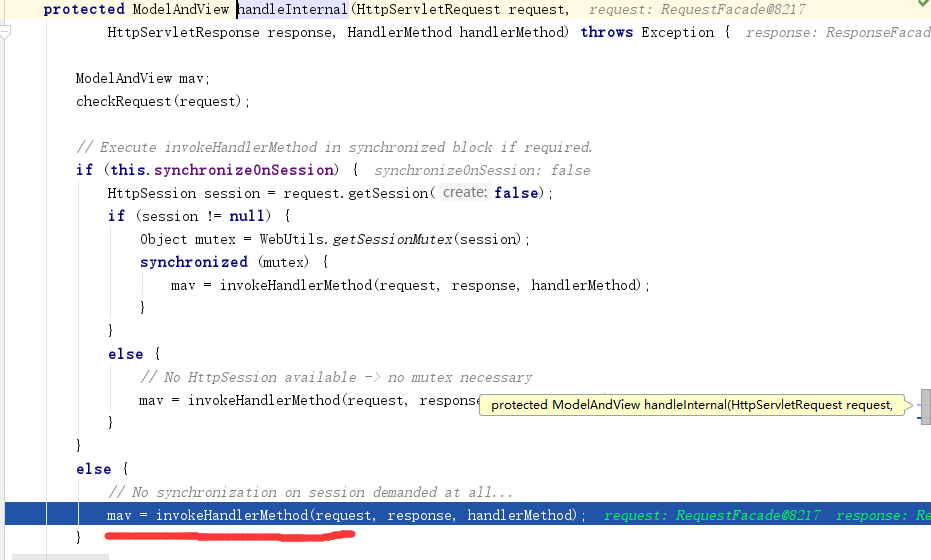 protected ModelAndView handleInternal(HttpServletRequest request,   request: RequestFacade@8217
        HttpServletResponse response, HandlerMethod handlerMethod) throws Exception {   response: ResponseFacad
    ModelAndView mav;
    checkRequest(request);
    // Execute invokeHandlerMethod in synchronized block if required.
    if (this.synchronizeOnSession) {   synchronizeOnSession: false
        HttpSession session = request.getSession( create: false);
        if (session != null) {
            Object mutex = WebUtils.getSessionMutex(session);
            synchronized (mutex) {
                mav = invokeHandlerMethod(request, response, handlerMethod);
            }
        }
        else {
            // No HttpSession available -> no mutex necessary
            mav = invokeHandlerMethod(request, respons
protected ModelAndView handleInternal(HttpServletRequest request,
        }
    }
    else {
        // No synchronization on session demanded at all...
        mav = invokeHandlerMethod(request, response, handlerMethod);   request: RequestFacade@8217   response: Re
    }